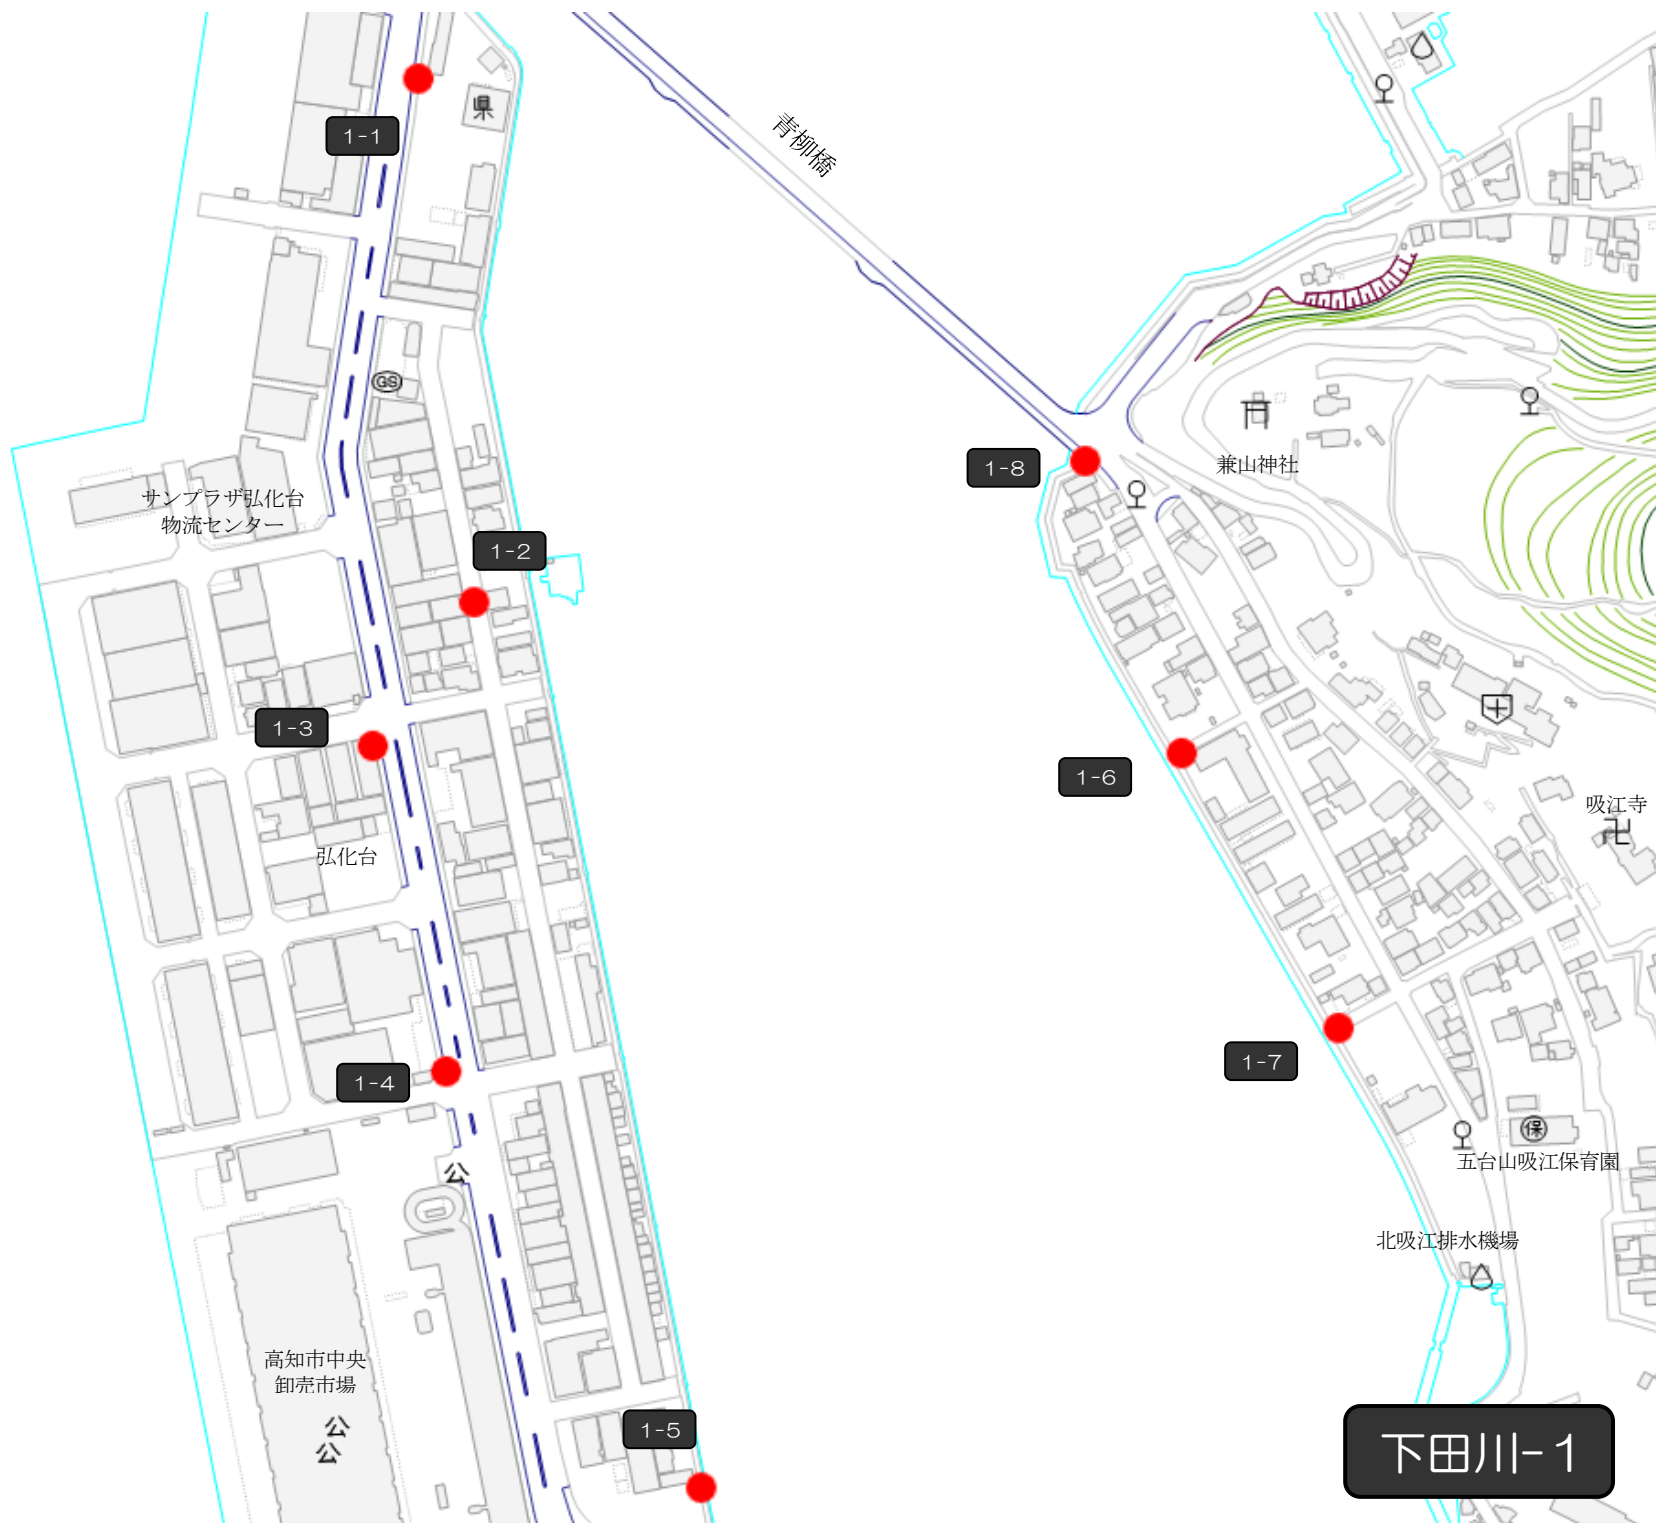 県
1-1
青柳橋
GS
1-8
兼山神社
サンプラザ弘化台
物流センター
1-2
1-3
1-6
吸江寺
弘化台
1-7
1-4
保
五台山吸江保育園
公
北吸江排水機場
高知市中央
卸売市場
公
公
1-5
下田川-1